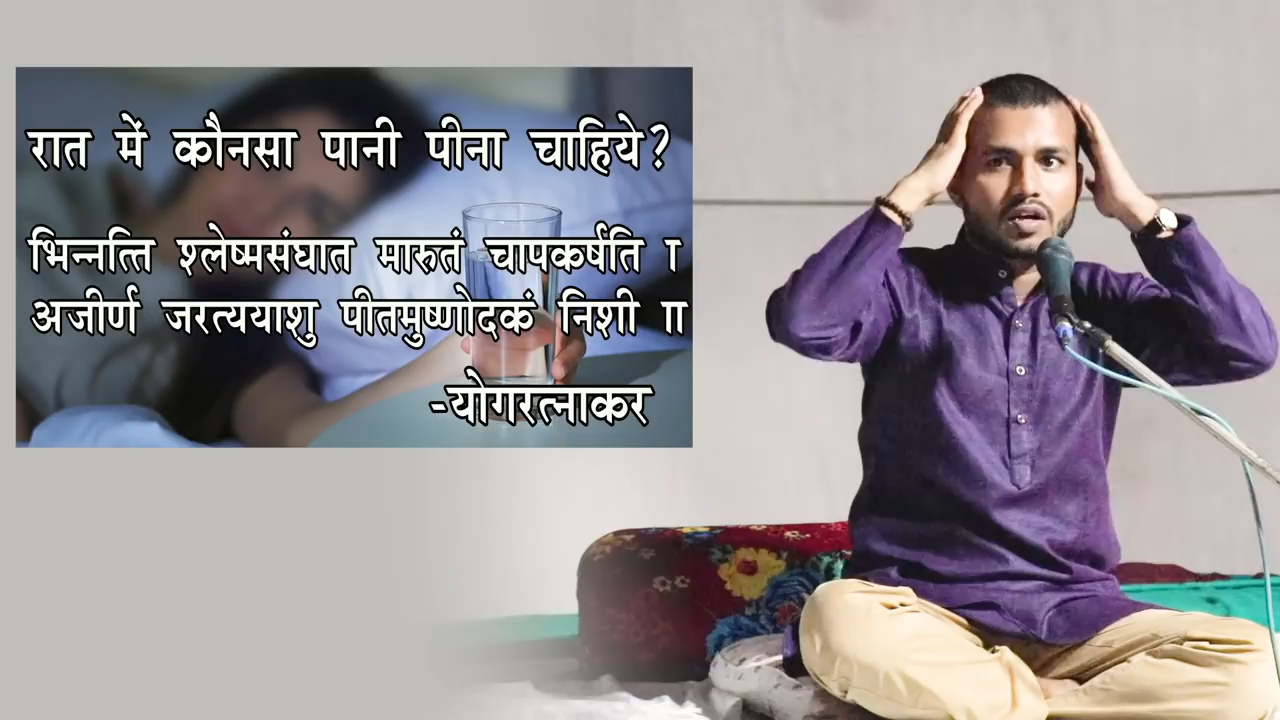 रात में कौनसा पानी पीना चाहिये?
भिन्नत्ति श्लेष्मसंघात मारुतं चापकर्षति ा
अजीर्ण जरत्ययाशु पीतमुष्णोदकं निशी ाा
-योगरत्नाकर